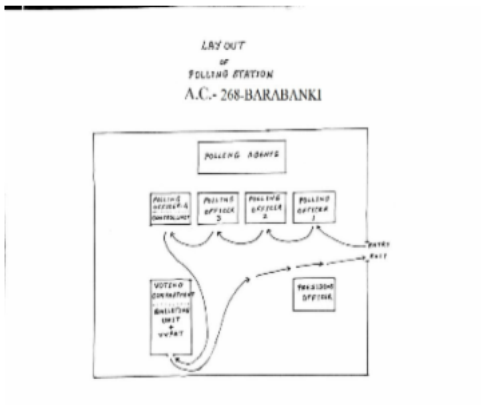 LAY OUT
OF
POLLING STATION
A.C.- 268-BARABANKI
POLLING AGENTS
POLLING
OFFICER-4
CONTROL UNIT
POLLING
OFFICER
3
POLLING
OFFICER
2
POLLING
OFFICER
1
ENTRY
EXIT
VOTING
COMPARTMENT
BALLOTING
UNIT
+
VVPAT
PRESIDING
OFFICER